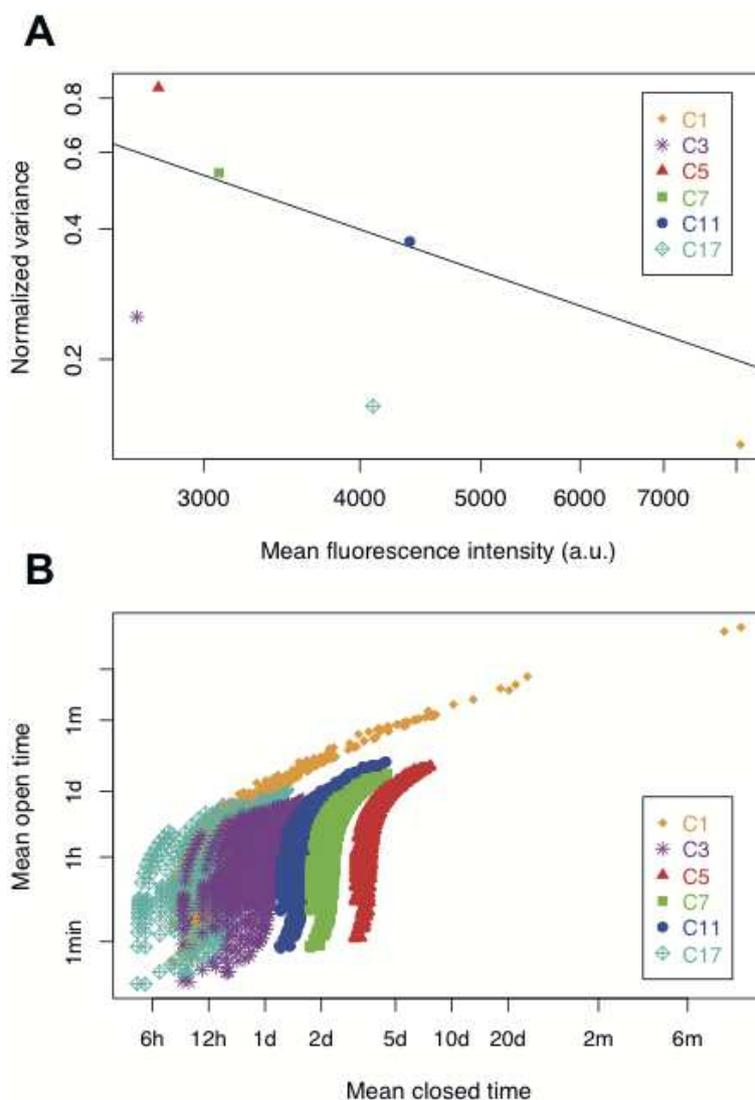 A
Normalized variance
0.8
0.6
0.4
0.2
C1
C3
C5
C7
C11
C17
3000 4000 5000 6000 7000
Mean fluorescence intensity (a.u.)
B
Mean open time
1m
1d
1h
1min
C1
C3
C5
C7
C11
C17
6h 12h 1d 2d 5d 10d 20d 2m 6m
Mean closed time